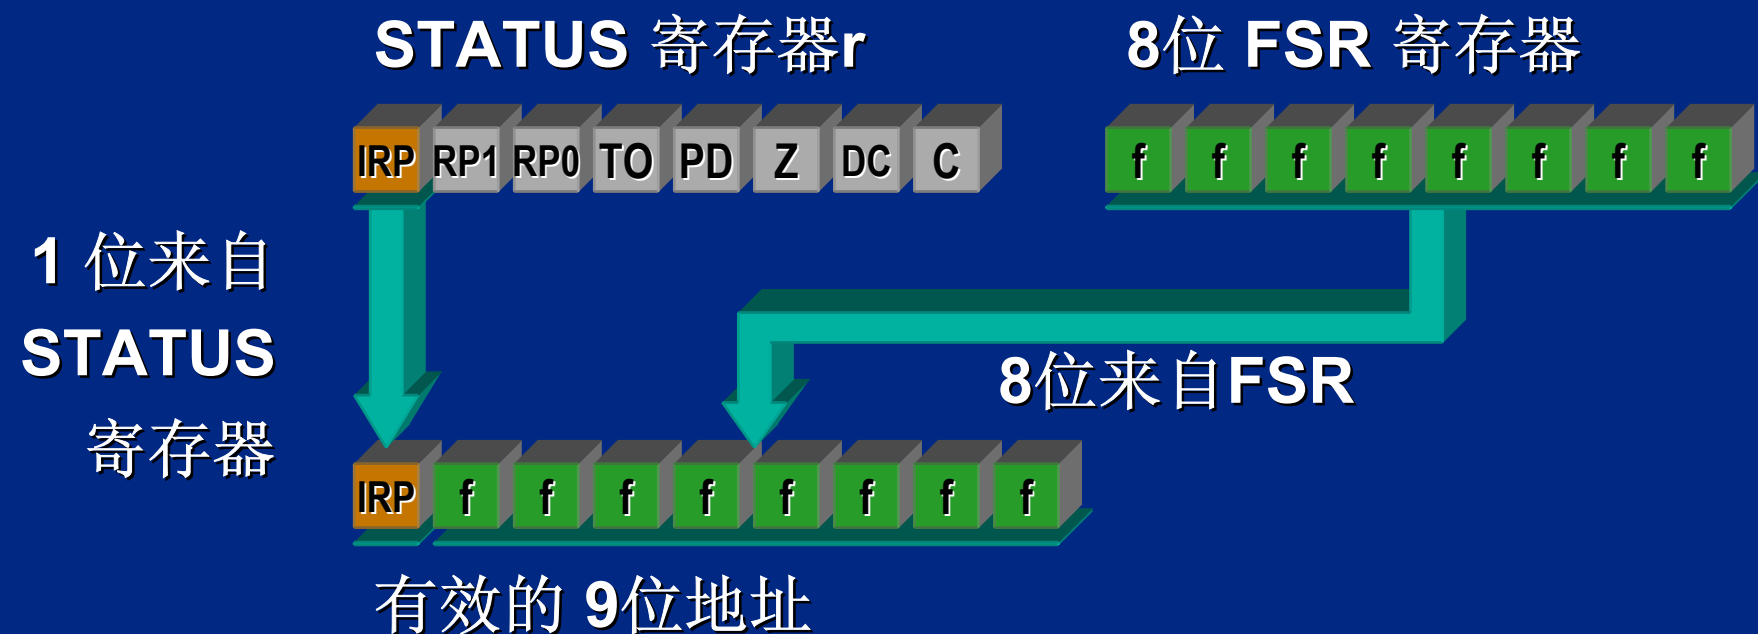 STATUS 寄存器r
8位 FSR 寄存器
IRP RP1 RP0 TO PD Z DC C
f f f f f f f f
1 位来自
STATUS
寄存器
8位来自FSR
IRP f f f f f f f f
有效的 9位地址